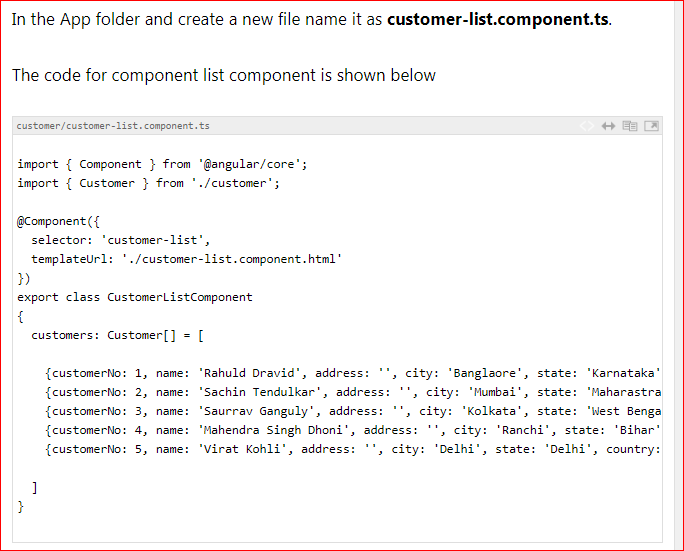 In the App folder and create a new file name it as customer-list.component.ts.
The code for component list component is shown below
customer/customer-list.component.ts
import { Component } from '@angular/core';
import { Customer } from './customer';
@Component({
  selector: 'customer-list',
  templateUrl: './customer-list.component.html'
})
export class CustomerListComponent
{
  customers: Customer[] = [
    {customerNo: 1, name: 'Rahuld Dravid', address: '', city: 'Banglaore', state: 'Karnataka'
    {customerNo: 2, name: 'Sachin Tendulkar', address: '', city: 'Mumbai', state: 'Maharastra
    {customerNo: 3, name: 'Saurrav Ganguly', address: '', city: 'Kolkata', state: 'West Benga
    {customerNo: 4, name: 'Mahendra Singh Dhoni', address: '', city: 'Ranchi', state: 'Bihar'
    {customerNo: 5, name: 'Virat Kohli', address: '', city: 'Delhi', state: 'Delhi', country:
  ]
}